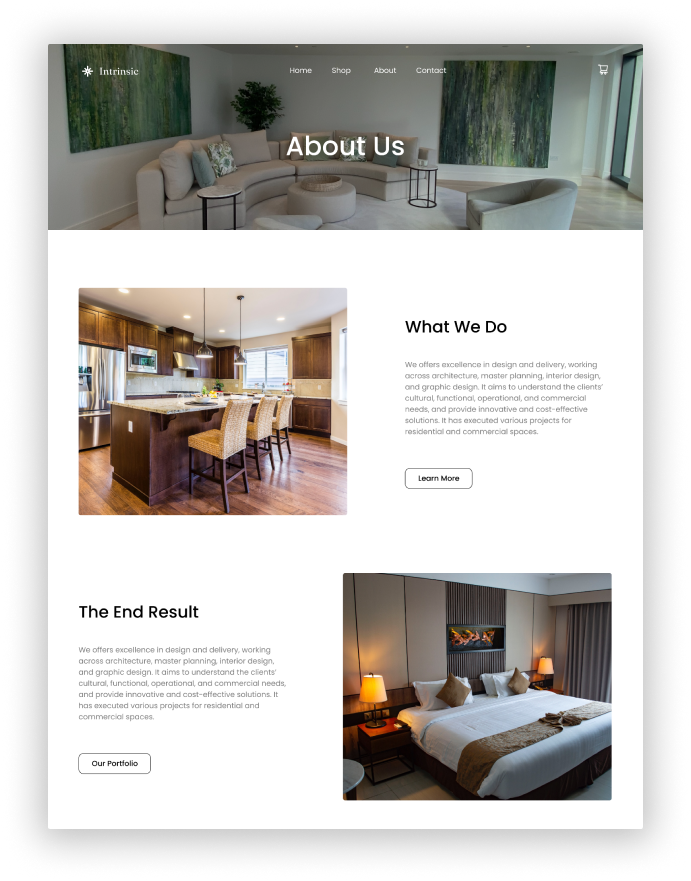 Intrinsic
Home Shop About Contact
About Us
What We Do
We offers excellence in design and delivery, working
across architecture, master planning, interior design,
and graphic design. It aims to understand the clients'
cultural, functional, operational, and commercial
needs, and provide innovative and cost-effective
solutions. It has executed various projects for
residential and commercial spaces.
Learn More
The End Result
We offers excellence in design and delivery, working
across architecture, master planning, interior design,
and graphic design. It aims to understand the clients'
cultural, functional, operational, and commercial needs,
and provide innovative and cost-effective solutions. It
has executed various projects for residential and
commercial spaces.
Our Portfolio